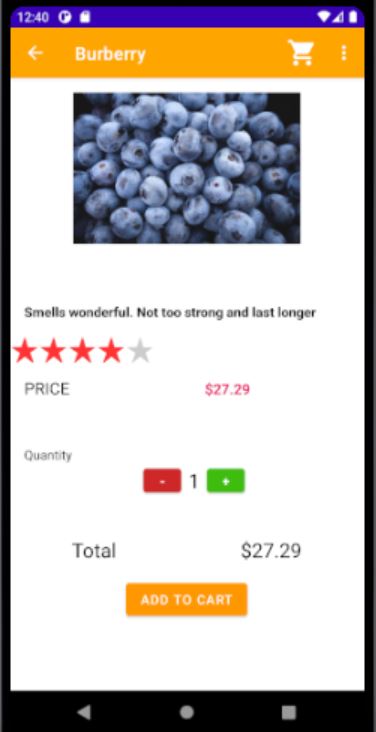 12:40
Burberry
Smells wonderful. Not too strong and last longer
PRICE $27.29
Quantity
- 1 +
Total $27.29
ADD TO CART